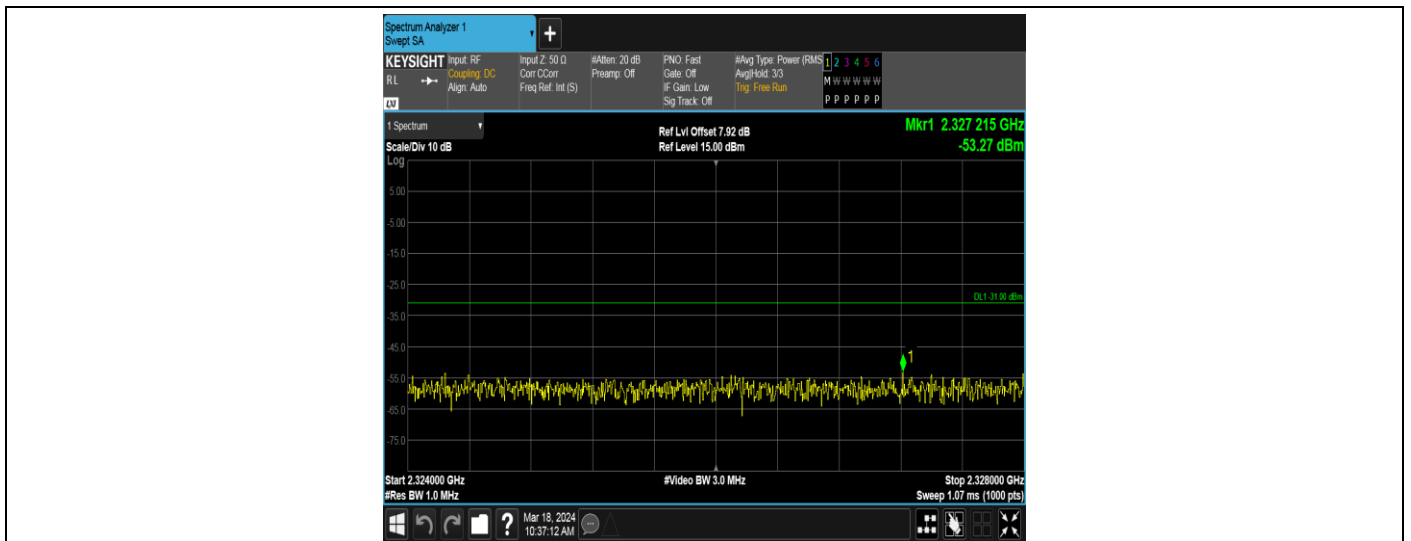 Spectrum Analyzer 1
Swept SA
+
KEYSIGHT
RL
LXI
Input: RF
Coupling: DC
Align: Auto
Input Z: 50 Ω
Corr CCorr
Freq Ref: Int (S)
#Atten: 20 dB
Preamp: Off
PNO: Fast
Gate: Off
IF Gain: Low
Sig Track: Off
#Avg Type: Power (RMS
Avg|Hold: 3/3
Trig: Free Run
1 2 3 4 5 6
M W W W W W
P P P P P P
1 Spectrum
Scale/Div 10 dB
Ref Lvl Offset 7.92 dB
Ref Level 15.00 dBm
Mkr1 2.327 215 GHz
-53.27 dBm
Log
5.00
-5.00
-15.0
-25.0
DL1 -31.00 dBm
-35.0
-45.0
1
-55.0
-65.0
-75.0
Start 2.324000 GHz
#Video BW 3.0 MHz
Stop 2.328000 GHz
#Res BW 1.0 MHz
Sweep 1.07 ms (1000 pts)
?
Mar 18, 2024
10:37:12 AM